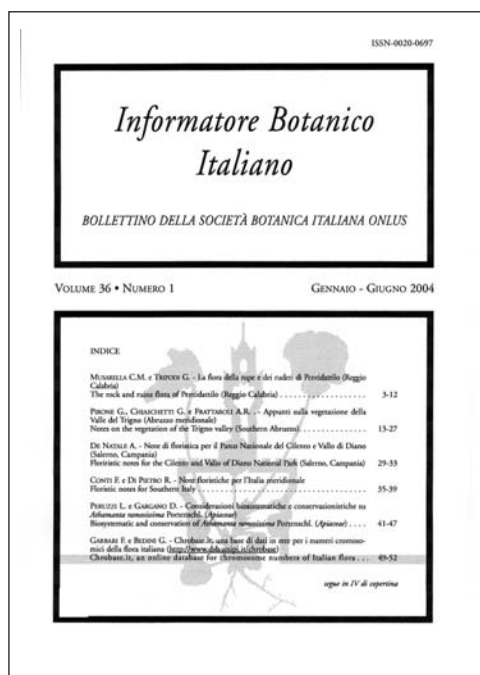 ISSN-0020-0697
Informatore Botanico
Italiano
BOLLETTINO DELLA SOCIETÀ BOTANICA ITALIANA ONLUS
VOLUME 36 • NUMERO 1 GENNAIO - GIUGNO 2004
INDICE
MUSARELLA C.M. e TRIPODI G. - La flora della rupe e dei ruderi di Pentidattilo (Reggio
Calabria)
The rock and ruins flora of Pentidattilo (Reggio Calabria) 3-12
PIRONE G., CHIASCHETTI G. e FRATTAROLI A.R. - Appunti sulla vegetazione della
Valle del Trigno (Abruzzo meridionale)
Notes on the vegetation of the Trigno valley (Southern Abruzzo) 13-27
DE NATALE A. - Note di floristica per il Parco Nazionale del Cilento e Vallo di Diano
(Salerno, Campania)
Floristic notes for the Cilento and Vallo of Diano National Park (Salerno, Campania) 29-33
CONTI F. e DI PIETRO R. - Note floristiche per l'Italia meridionale
Floristic notes for Southern Italy 35-39
PERUZZI L. e GARGANO D. - Considerazioni biosistematiche e conservazionistiche su
Athamanta ramosissima Portenschl. (Apiaceae)
Biosystematic and conservation of Athamanta ramosissima Portenschl. (Apiaceae) 41-47
GARBARI F. e BEDINI G. - Chrobase.it, una base di dati in rete per i numeri cromoso-
mici della flora italiana (http://www.dsb.unipi.it/chrobase)
Chrobase.it, an online database for chromosome numbers of Italian flora 49-52
segue in IV di copertina